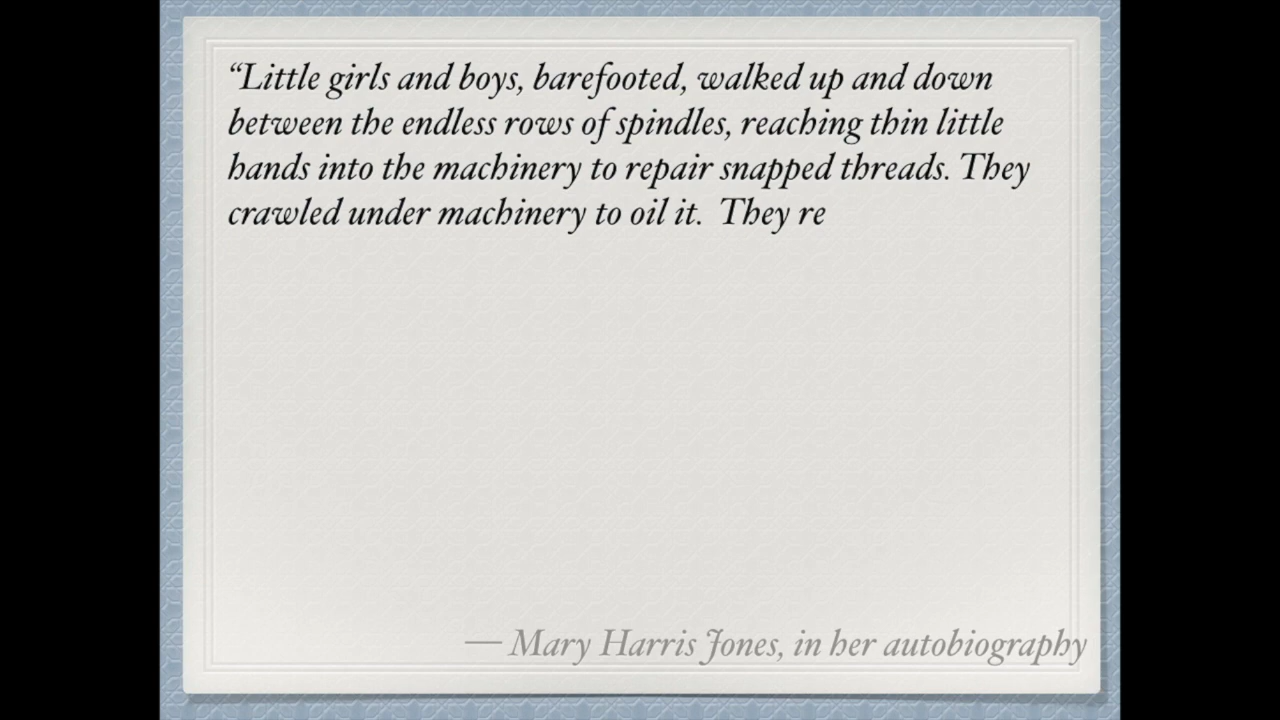 “Little girls and boys, barefooted, walked up and down
between the endless rows of spindles, reaching thin little
hands into the machinery to repair snapped threads. They
crawled under machinery to oil it.  They re
— Mary Harris Jones, in her autobiography